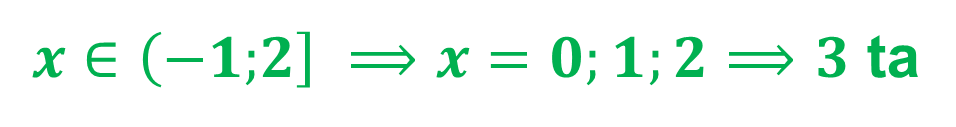 x ∈ (−1;2] ⟹ x = 0; 1; 2 ⟹ 3 ta